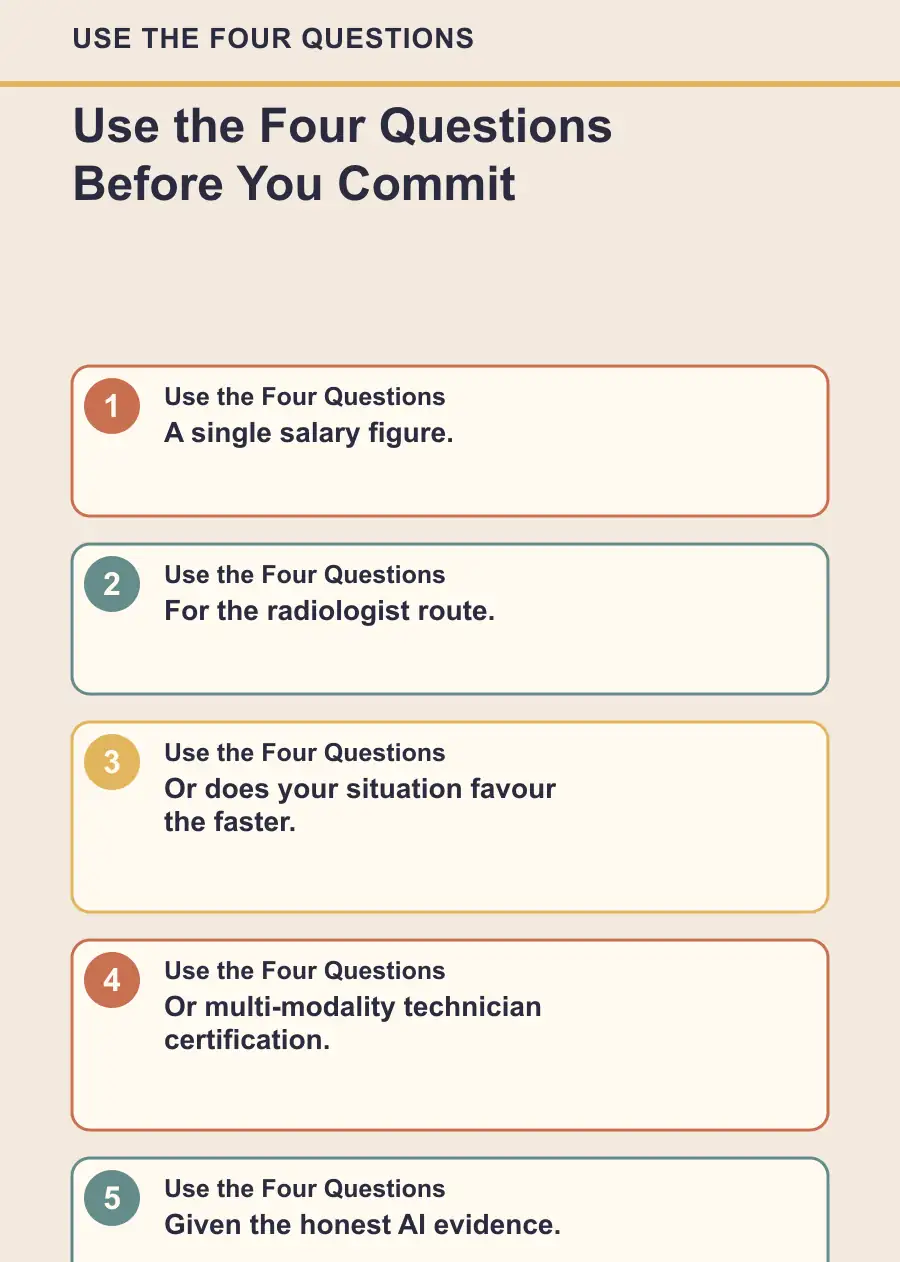 USE THE FOUR QUESTIONS
Use the Four Questions
Before You Commit
1
Use the Four Questions
A single salary figure.
2
Use the Four Questions
For the radiologist route.
3
Use the Four Questions
Or does your situation favour
the faster.
4
Use the Four Questions
Or multi-modality technician
certification.
5
Use the Four Questions
Given the honest AI evidence.